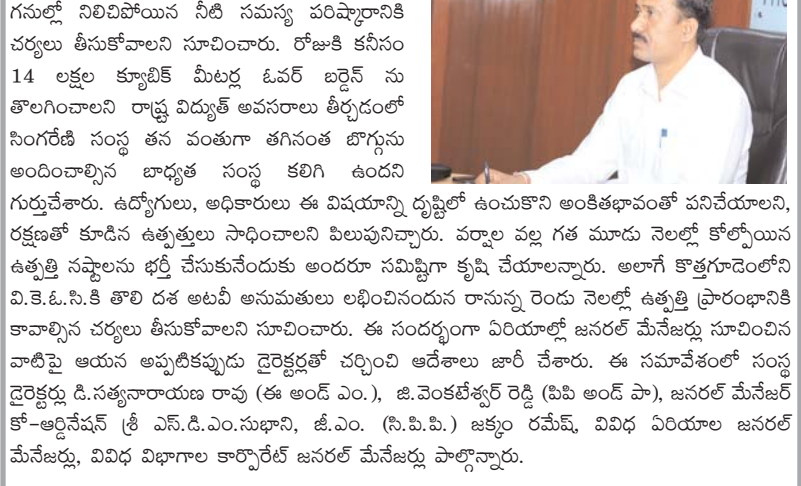 గనుల్లో నిలిచిపోయిన నీటి సమస్య పరిష్కారానికి
చర్యలు తీసుకోవాలని సూచించారు. రోజుకి కనీసం
14 లక్షల క్యూబిక్ మీటర్ల ఓవర్ బర్డెన్ ను
తొలగించాలని రాష్ట్ర విద్యుత్ అవసరాలు తీర్చడంలో
సింగరేణి సంస్థ తన వంతుగా తగినంత బొగ్గును
అందించాల్సిన బాధ్యత సంస్థ కలిగి ఉందని
గుర్తుచేశారు. ఉద్యోగులు, అధికారులు ఈ విషయాన్ని దృష్టిలో ఉంచుకొని అంకితభావంతో పనిచేయాలని,
రక్షణతో కూడిన ఉత్పత్తులు సాధించాలని పిలుపునిచ్చారు. వర్షాల వల్ల గత మూడు నెలల్లో కోల్పోయిన
ఉత్పత్తి నష్టాలను భర్తీ చేసుకునేందుకు అందరూ సమిష్టిగా కృషి చేయాలన్నారు. అలాగే కొత్తగూడెంలోని
వి.కె.ఓ.సి.కి తొలి దశ అటవీ అనుమతులు లభించినందున రానున్న రెండు నెలల్లో ఉత్పత్తి ప్రారంభానికి
కావాల్సిన చర్యలు తీసుకోవాలని సూచించారు. ఈ సందర్భంగా ఏరియాల్లో జనరల్ మేనేజర్లు సూచించిన
వాటిపై ఆయన అప్పటికప్పుడు డైరెక్టర్లతో చర్చించి ఆదేశాలు జారీ చేశారు. ఈ సమావేశంలో సంస్థ
డైరెక్టర్లు డి.సత్యనారాయణ రావు (ఈ అండ్ ఎం.), జి.వెంకటేశ్వర్ రెడ్డి (పిపి అండ్ పా), జనరల్ మేనేజర్
కో-ఆర్డినేషన్ శ్రీ ఎస్.డి.ఎం.సుభాని, జీ.ఎం. (సి.పి.పి.) జక్కం రమేష్, వివిధ ఏరియాల జనరల్
మేనేజర్లు, వివిధ విభాగాల కార్పొరేట్ జనరల్ మేనేజర్లు పాల్గొన్నారు.